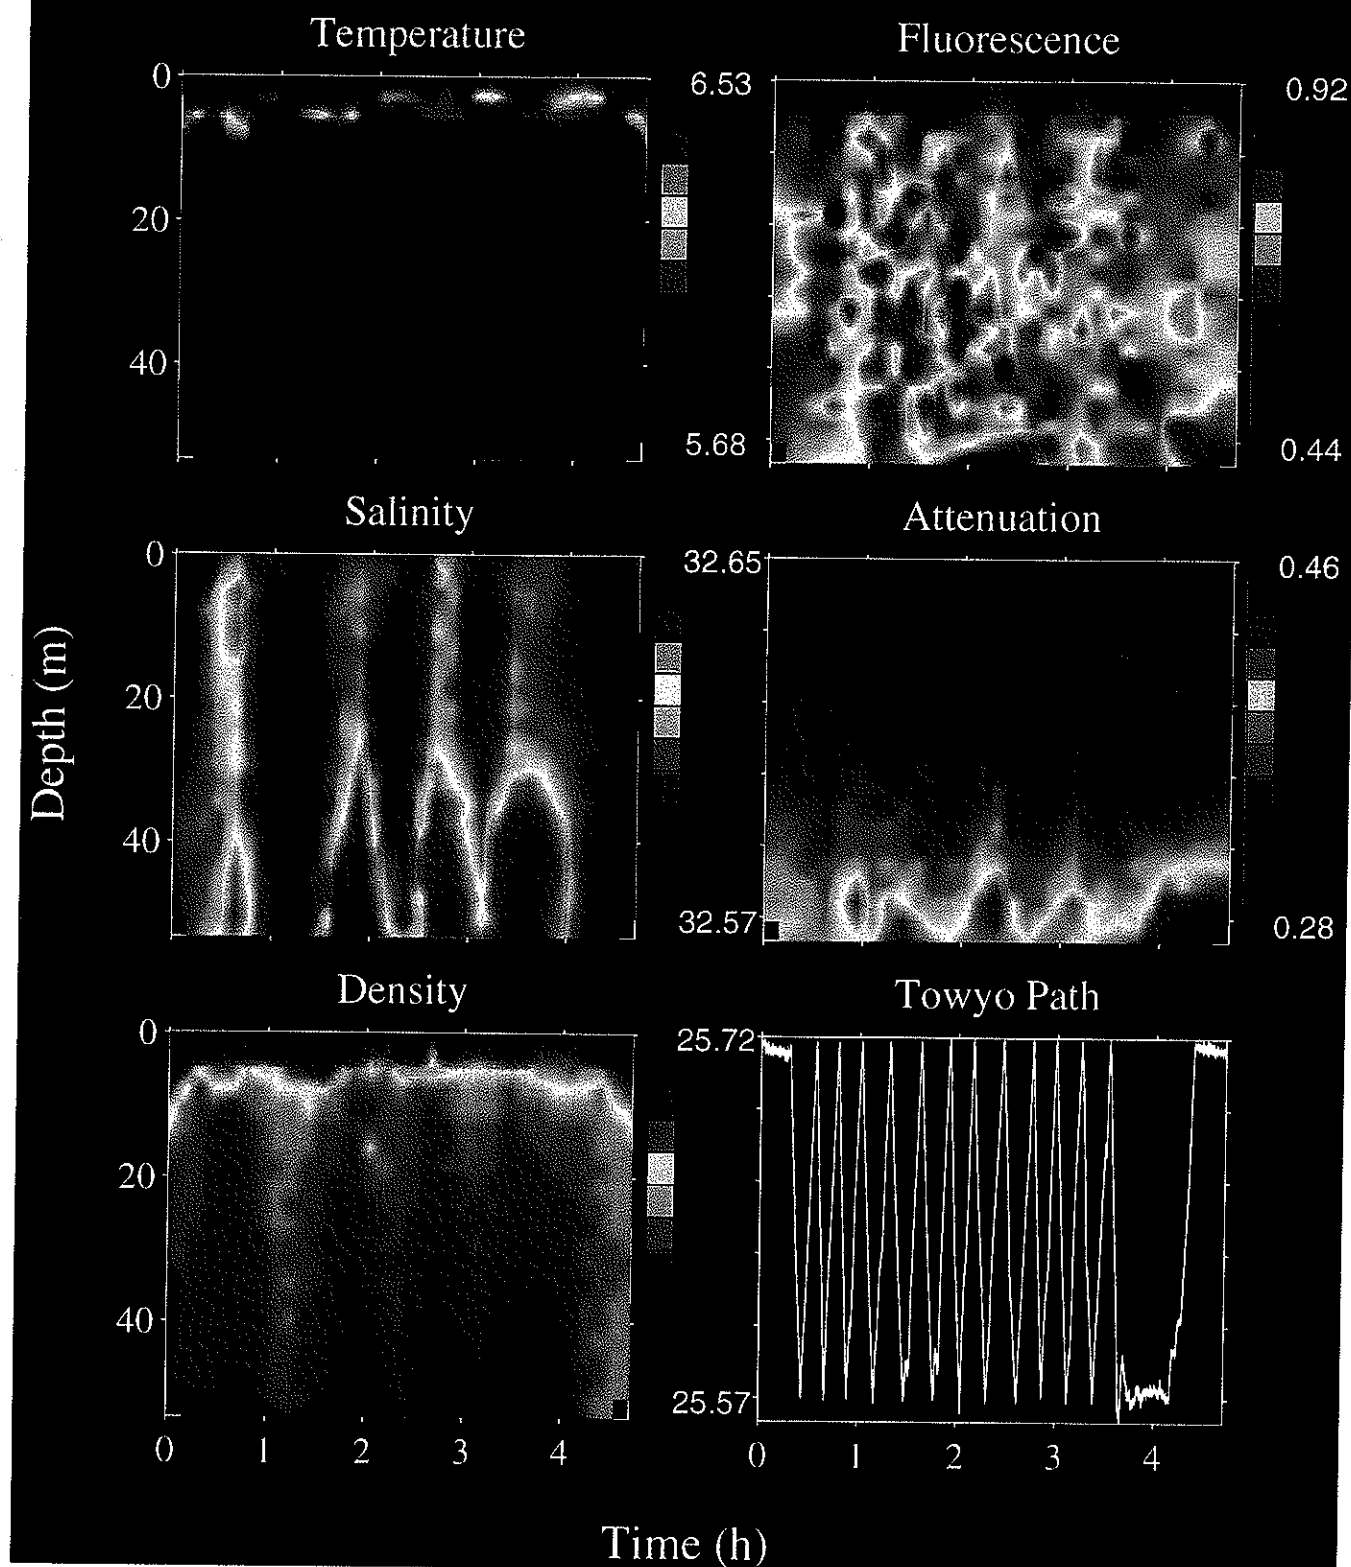 Temperature
Fluorescence
0
20
40
6.53
5.68
0.92
0.44
Salinity
Attenuation
0
20
40
32.65
32.57
0.46
0.28
Depth (m)
Density
Towyo Path
0
20
40
25.72
25.57
0 1 2 3 4
0 1 2 3 4
Time (h)